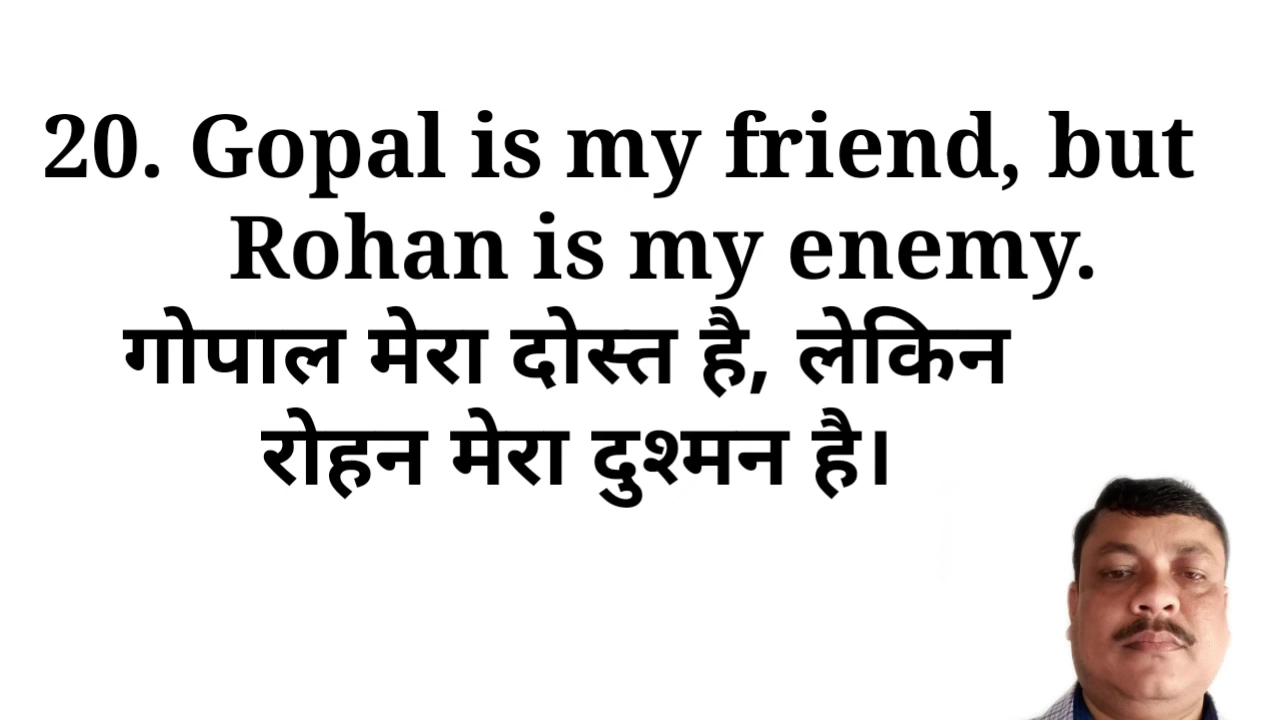 20. Gopal is my friend, but
Rohan is my enemy.
गोपाल मेरा दोस्त है, लेकिन
रोहन मेरा दुश्मन है।